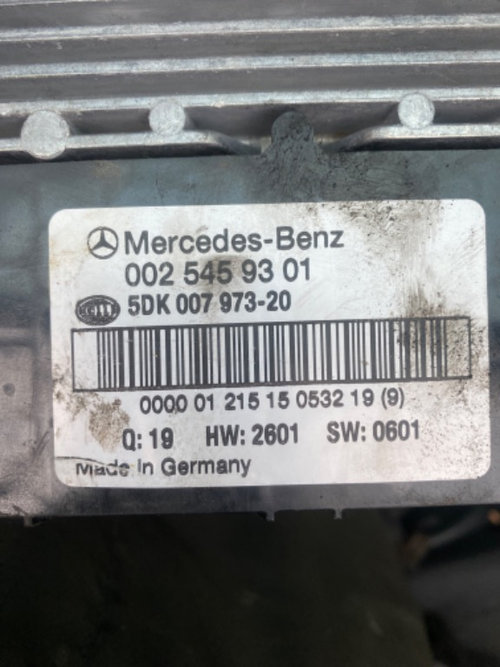 Mercedes-Benz
002 545 93 01
HELLA 5DK 007 973-20
0000 01 215 15 0532 19 (9)
Q: 19 HW: 2601 SW: 0601
Made In Germany